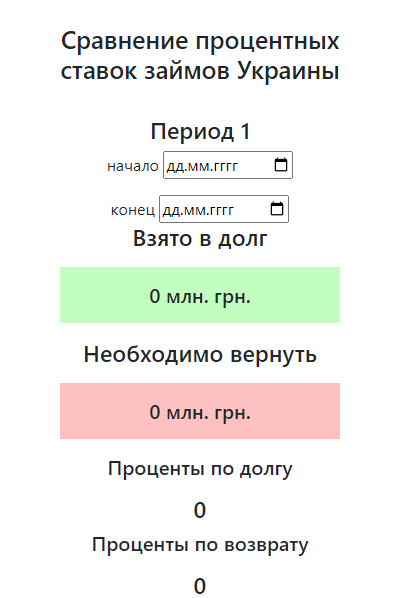 Сравнение процентных
ставок займов Украины
Период 1
начало дд.мм.гггг
конец дд.мм.гггг
Взято в долг
0 млн. грн.
Необходимо вернуть
0 млн. грн.
Проценты по долгу
0
Проценты по возврату
0